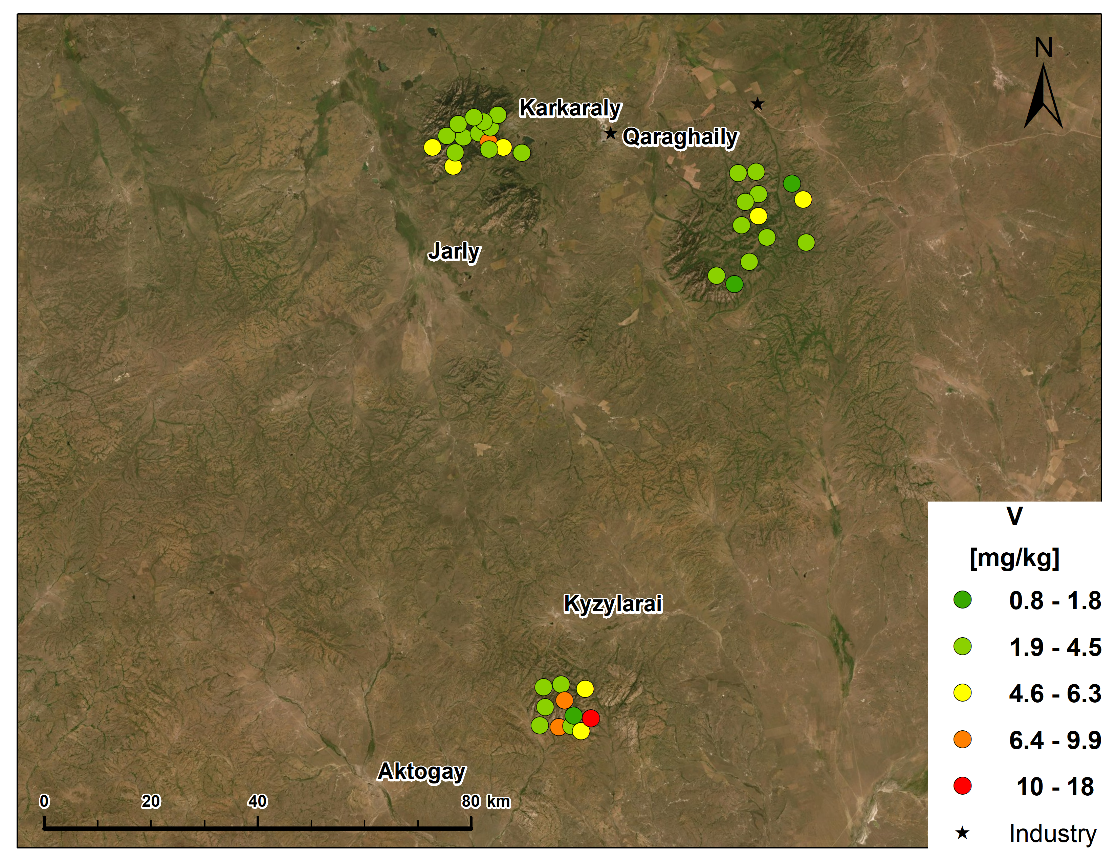 N
Karkaraly
Qaraghaily
Jarly
Kyzylarai
Aktogay
0 20 40 80 km
V
[mg/kg]
0.8 - 1.8
1.9 - 4.5
4.6 - 6.3
6.4 - 9.9
10 - 18
Industry